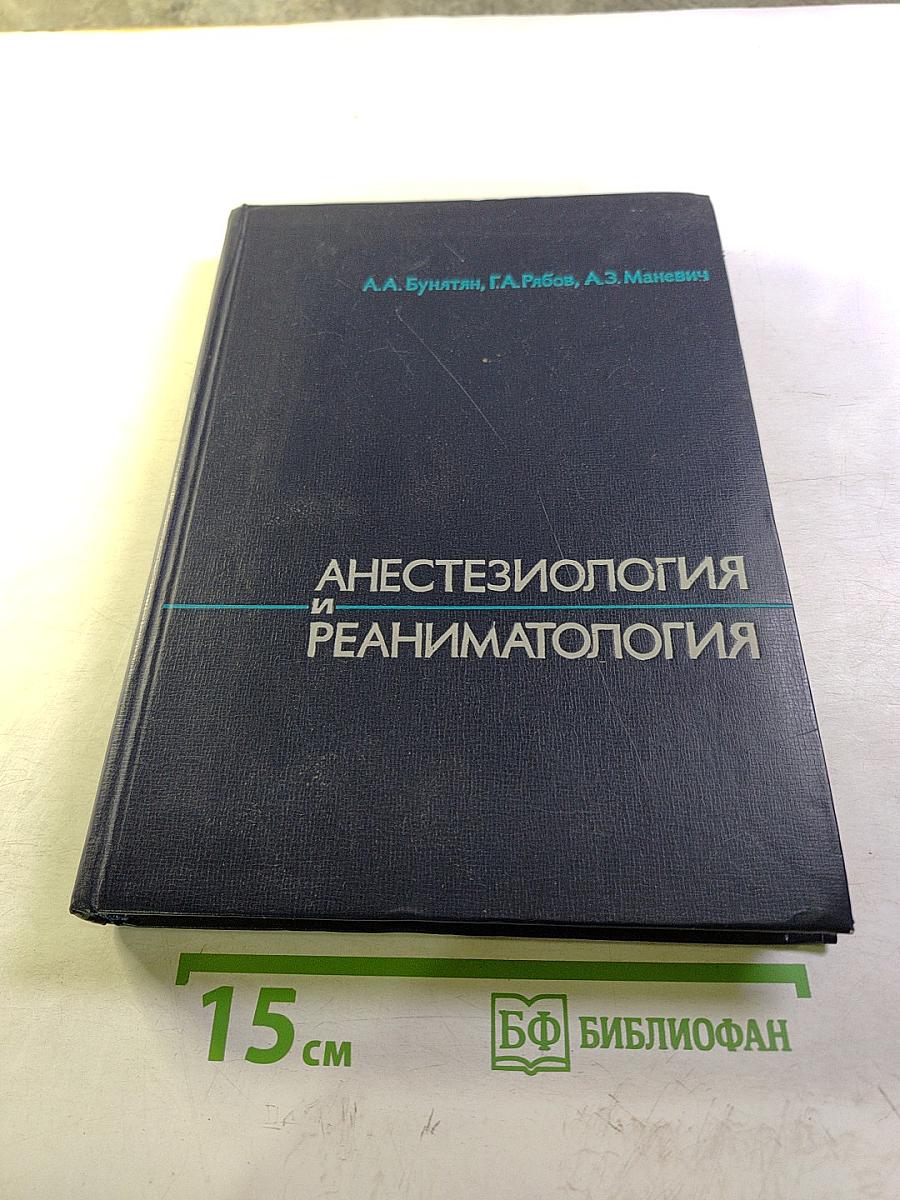 А.А. Бунятян, Г.А. Рябов, А.З. Маневич
АНЕСТЕЗИОЛОГИЯ
и
РЕАНИМАТОЛОГИЯ
15 см
БФ БИБЛИОФАН